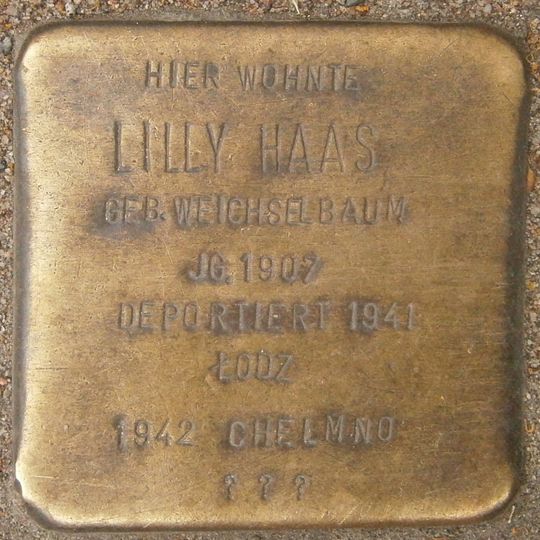 HIER WOHNTE
LILLY HAAS
GEB. WEICHSELBAUM
JG. 1907
DEPORTIERT 1941
ŁODZ
1942 CHELMNO
? ? ?